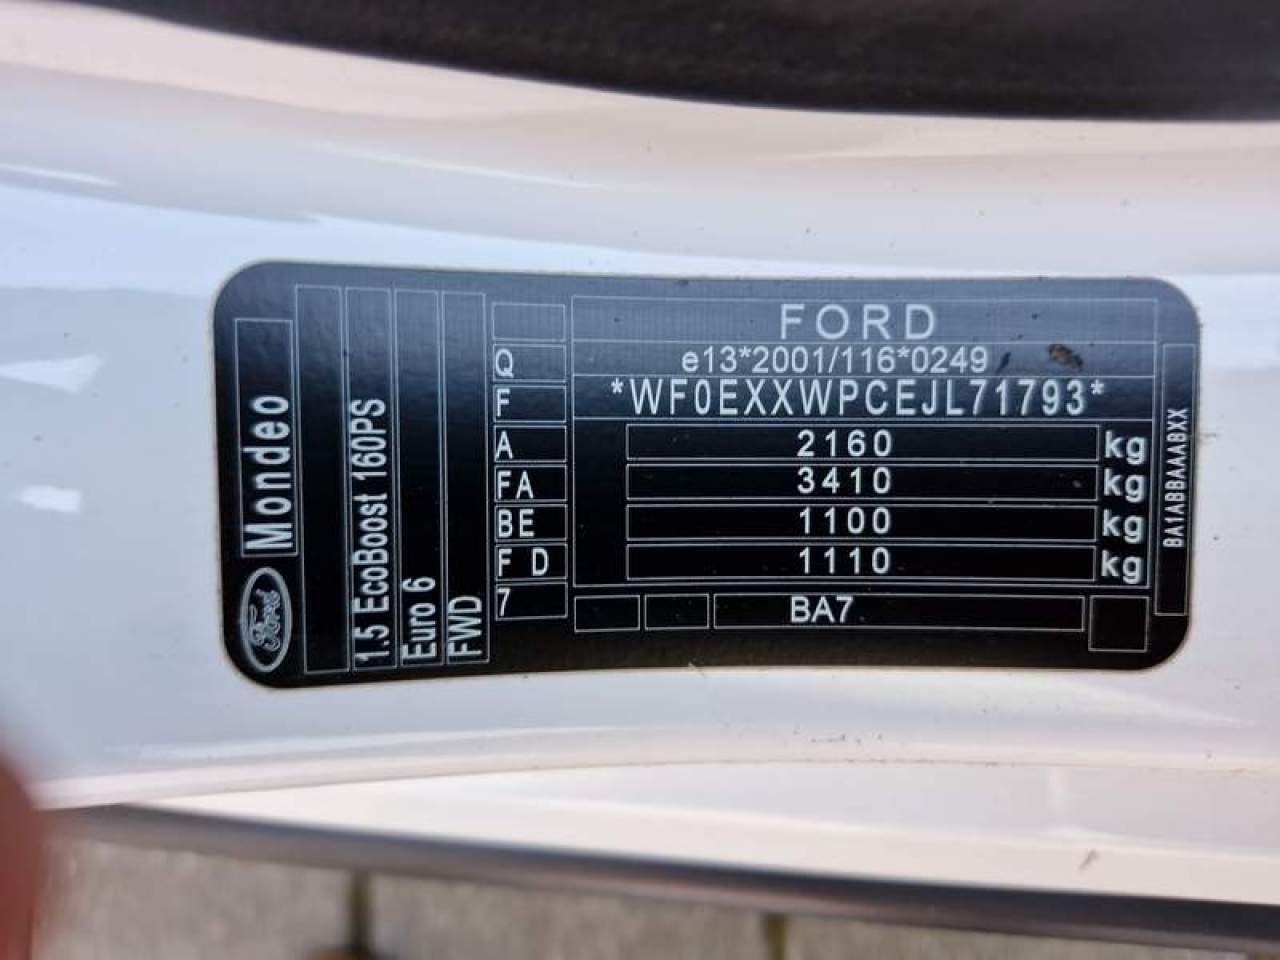 FORD
e13*2001/116*0249
*WF0EXXWPCEJL71793*
2160 kg
3410 kg
1100 kg
1110 kg
BA7
Q
F
A
FA
BE
F D
7
Ford
Mondeo
1.5 EcoBoost 160PS
Euro 6
FWD
BA1ABBAAABXX